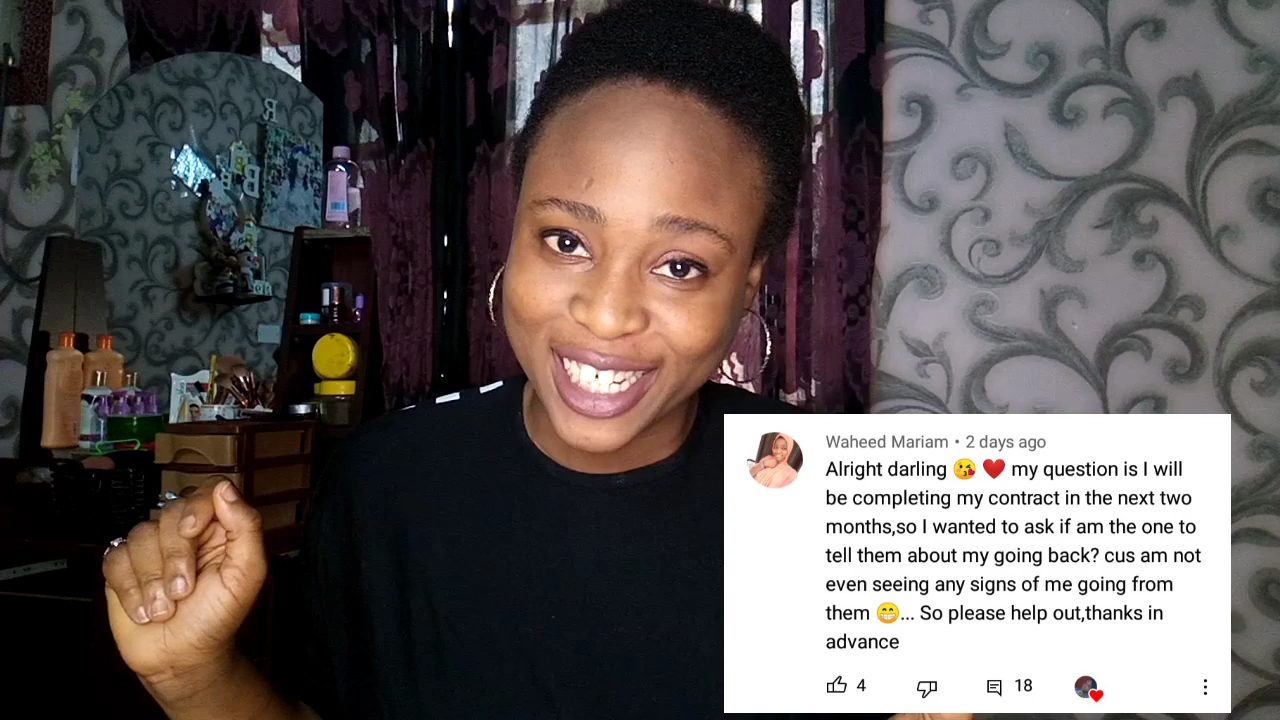 Waheed Mariam • 2 days ago
Alright darling 😘 ❤️ my question is I will
be completing my contract in the next two
months,so I wanted to ask if am the one to
tell them about my going back? cus am not
even seeing any signs of me going from
them 😁... So please help out,thanks in
advance
4
18